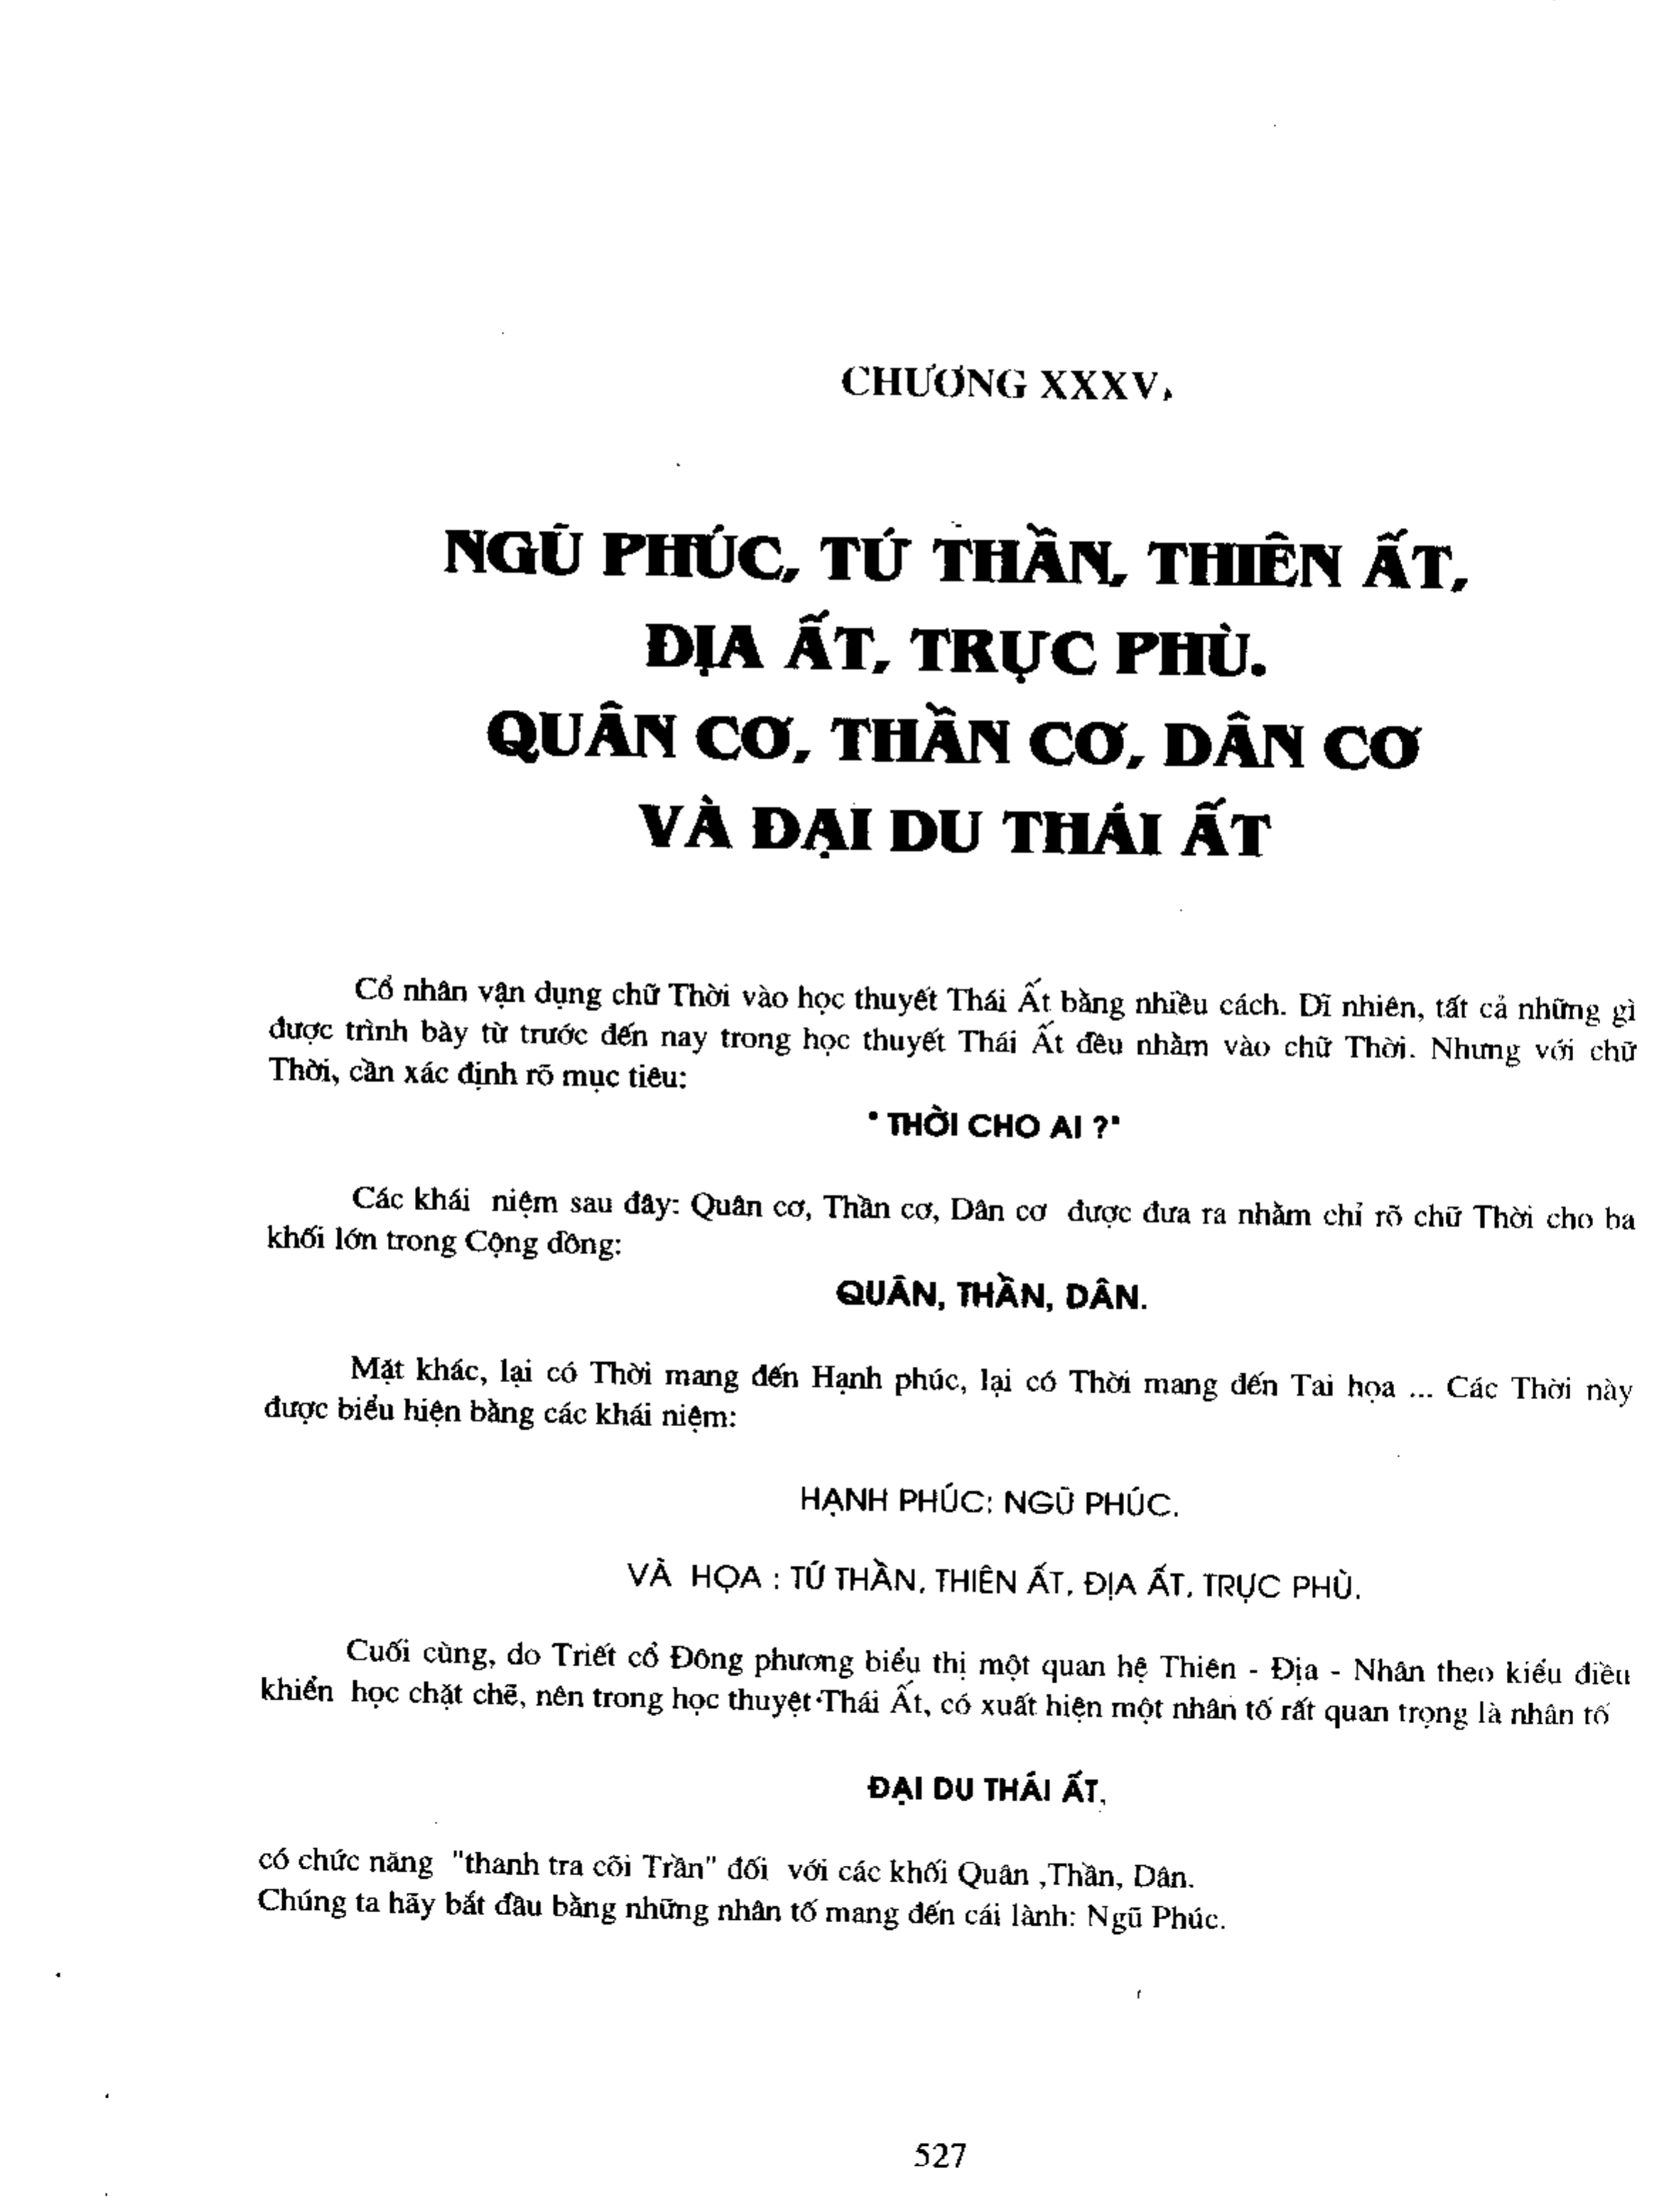 CHƯƠNG XXXV.
NGŨ PHÚC, TỨ THẦN, THIÊN ẤT,
ĐỊA ẤT, TRỰC PHÙ.
QUÂN CƠ, THẦN CƠ, DÂN CƠ
VÀ ĐẠI DU THÁI ẤT
Cổ nhân vận dụng chữ Thời vào học thuyết Thái Ất bằng nhiều cách. Dĩ nhiên, tất cả những gì
được trình bày từ trước đến nay trong học thuyết Thái Ất đều nhằm vào chữ Thời. Nhưng với chữ
Thời, cần xác định rõ mục tiêu:
" THỜI CHO AI ?"
Các khái niệm sau đây: Quân cơ, Thần cơ, Dân cơ được đưa ra nhằm chỉ rõ chữ Thời cho ba
khối lớn trong Cộng đồng:
QUÂN, THẦN, DÂN.
Mặt khác, lại có Thời mang đến Hạnh phúc, lại có Thời mang đến Tai họa ... Các Thời này
được biểu hiện bằng các khái niệm:
HẠNH PHÚC: NGŨ PHÚC.
VÀ HỌA : TỨ THẦN, THIÊN ẤT, ĐỊA ẤT, TRỰC PHÙ.
Cuối cùng, do Triết cổ Đông phương biểu thị một quan hệ Thiên - Địa - Nhân theo kiểu điều
khiển học chặt chẽ, nên trong học thuyệt Thái Ất, có xuất hiện một nhân tố rất quan trọng là nhân tố
ĐẠI DU THÁI ẤT,
có chức năng "thanh tra cõi Trần" đối với các khối Quân ,Thần, Dân.
Chúng ta hãy bắt đầu bằng những nhân tố mang đến cái lành: Ngũ Phúc.
527